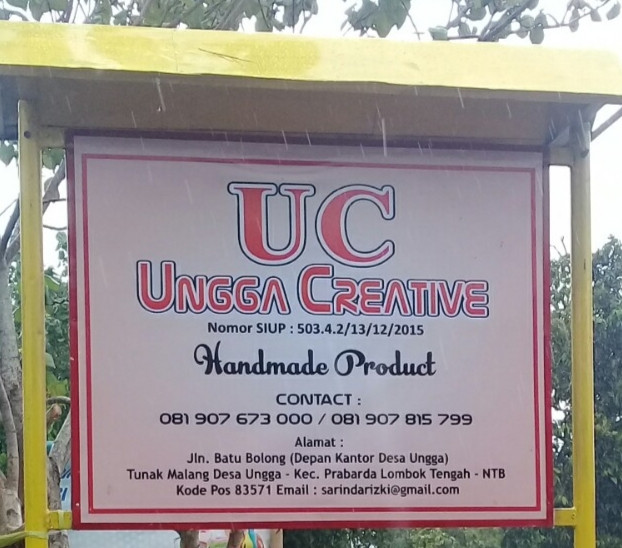 UC
UNGGA CREATIVE
Nomor SIUP : 503.4.2/13/12/2015
Handmade Product
CONTACT :
081 907 673 000 / 081 907 815 799
Alamat :
Jln. Batu Bolong (Depan Kantor Desa Ungga)
Tunak Malang Desa Ungga - Kec. Prabarda Lombok Tengah - NTB
Kode Pos 83571 Email : sarindarizki@gmail.com